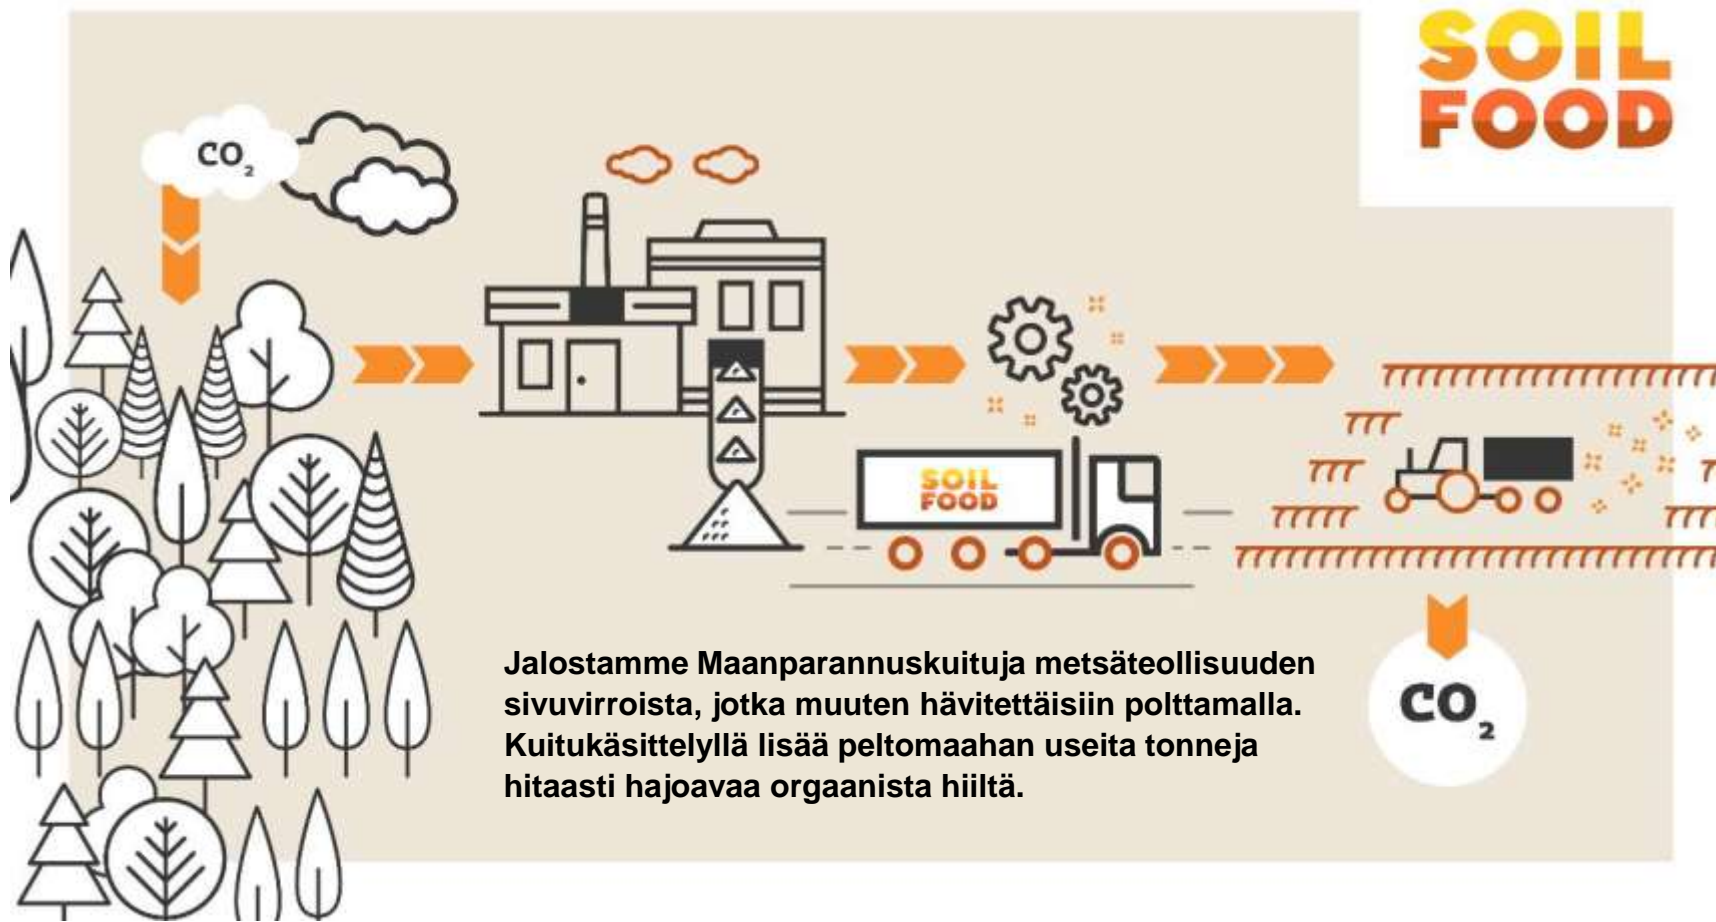 SOIL
FOOD
CO₂
SOIL
FOOD
Jalostamme Maanparannuskuituja metsäteollisuuden
sivuvirroista, jotka muuten hävitettäisiin polttamalla.
Kuitukäsittelyllä lisää peltomaahan useita tonneja
hitaasti hajoavaa orgaanista hiiltä.
CO₂